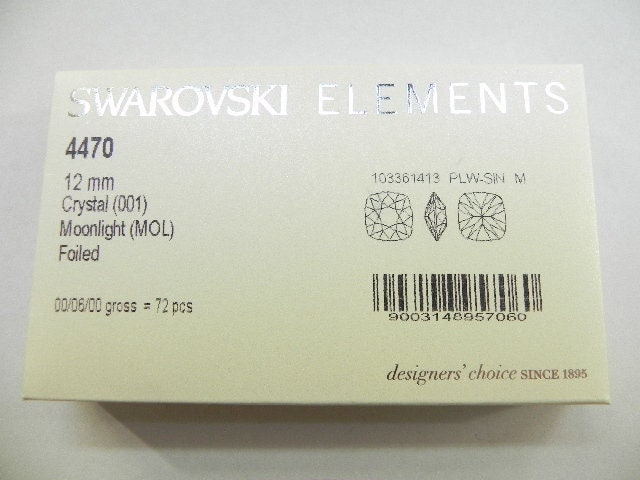 SWAROVSKI ELEMENTS
4470
12 mm
Crystal (001)
Moonlight (MOL)
Foiled
00/06/00 gross = 72 pcs
103361413 PLW-SIN M
9003148957060
designers' choice SINCE 1895